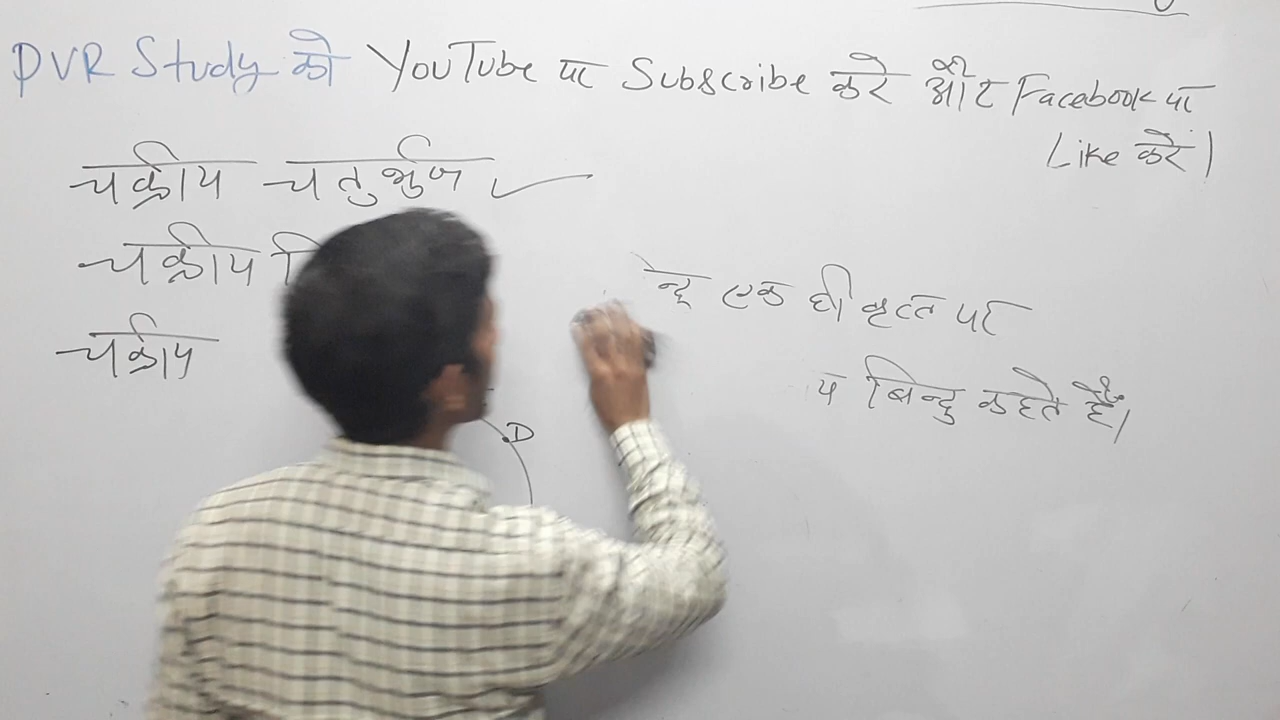 PVR Study को YouTube पर Subscribe करे और Facebook पर
Like करें।
चक्रीय चतुर्भुज
चक्रीय
चक्रीय
एक ही वृत्त पर
बिन्दु कहते हैं।
D